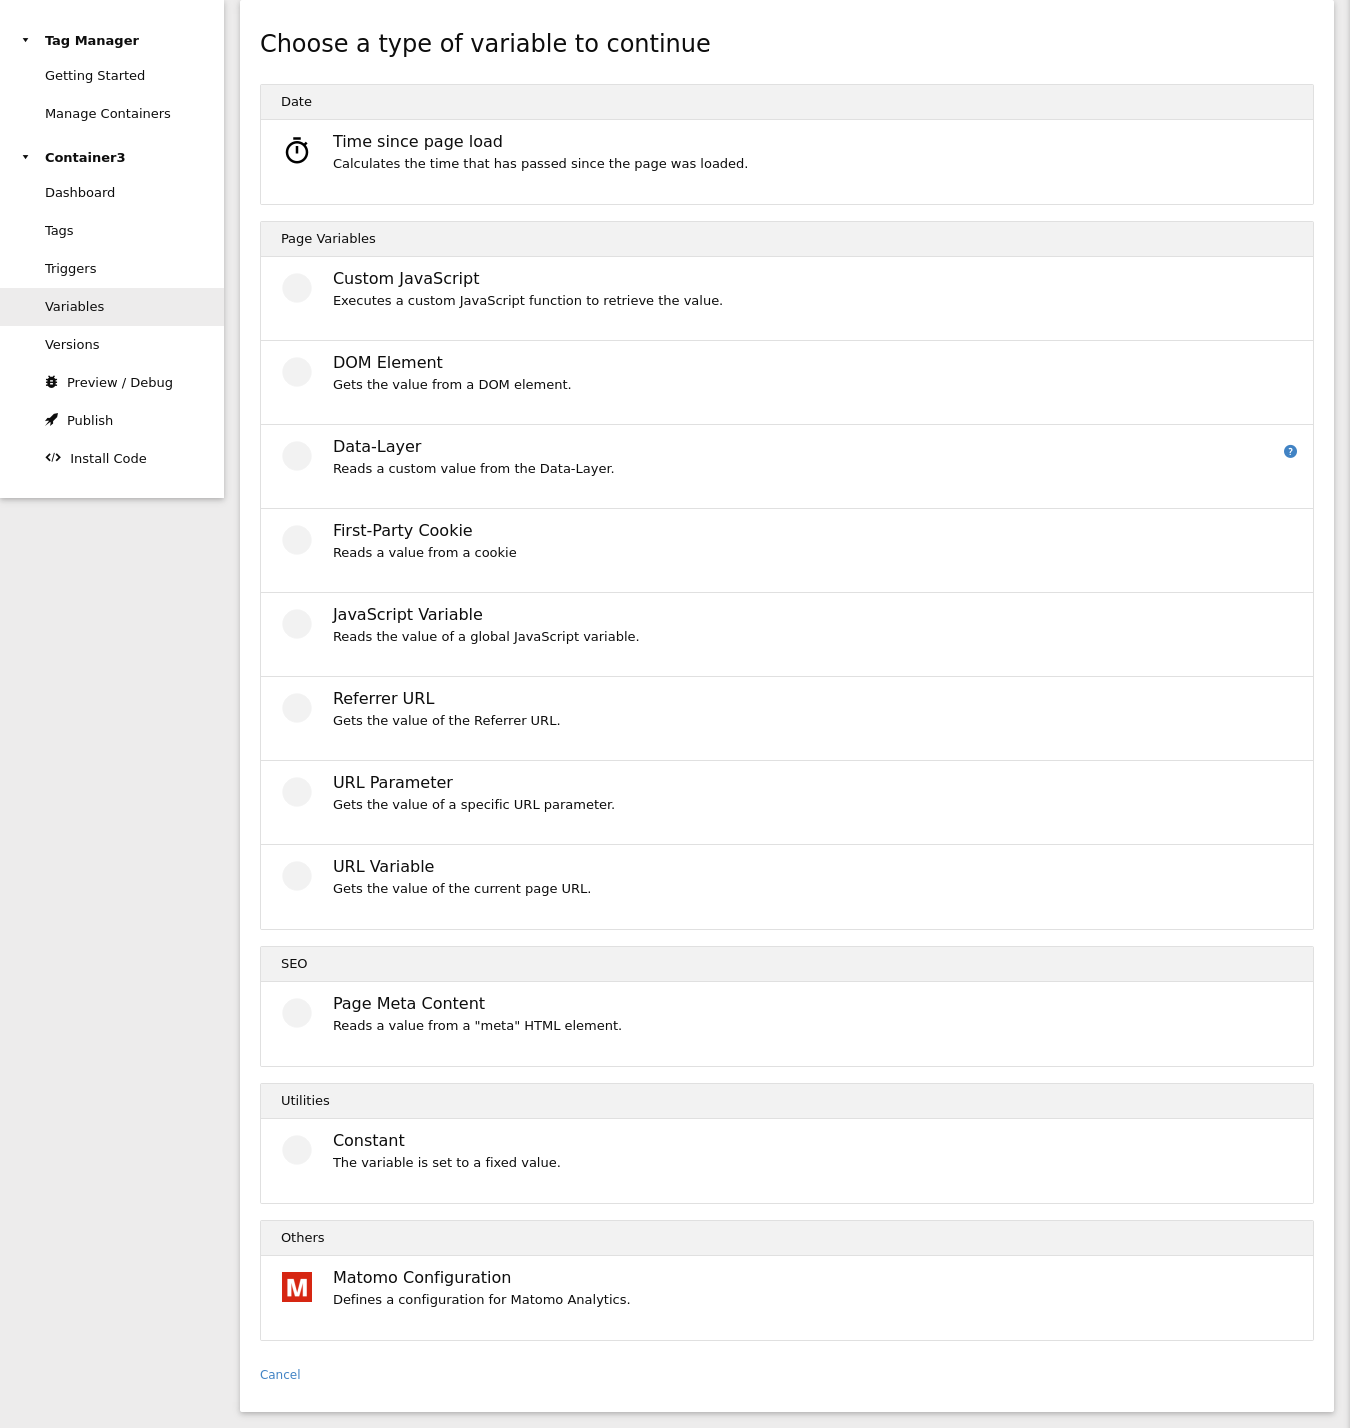 Tag Manager
Getting Started
Manage Containers
Container3
Dashboard
Tags
Triggers
Variables
Versions
Preview / Debug
Publish
Install Code
Choose a type of variable to continue
Date
Time since page load
Calculates the time that has passed since the page was loaded.
Page Variables
Custom JavaScript
Executes a custom JavaScript function to retrieve the value.
DOM Element
Gets the value from a DOM element.
Data-Layer
?
Reads a custom value from the Data-Layer.
First-Party Cookie
Reads a value from a cookie
JavaScript Variable
Reads the value of a global JavaScript variable.
Referrer URL
Gets the value of the Referrer URL.
URL Parameter
Gets the value of a specific URL parameter.
URL Variable
Gets the value of the current page URL.
SEO
Page Meta Content
Reads a value from a "meta" HTML element.
Utilities
Constant
The variable is set to a fixed value.
Others
M
Matomo Configuration
Defines a configuration for Matomo Analytics.
Cancel